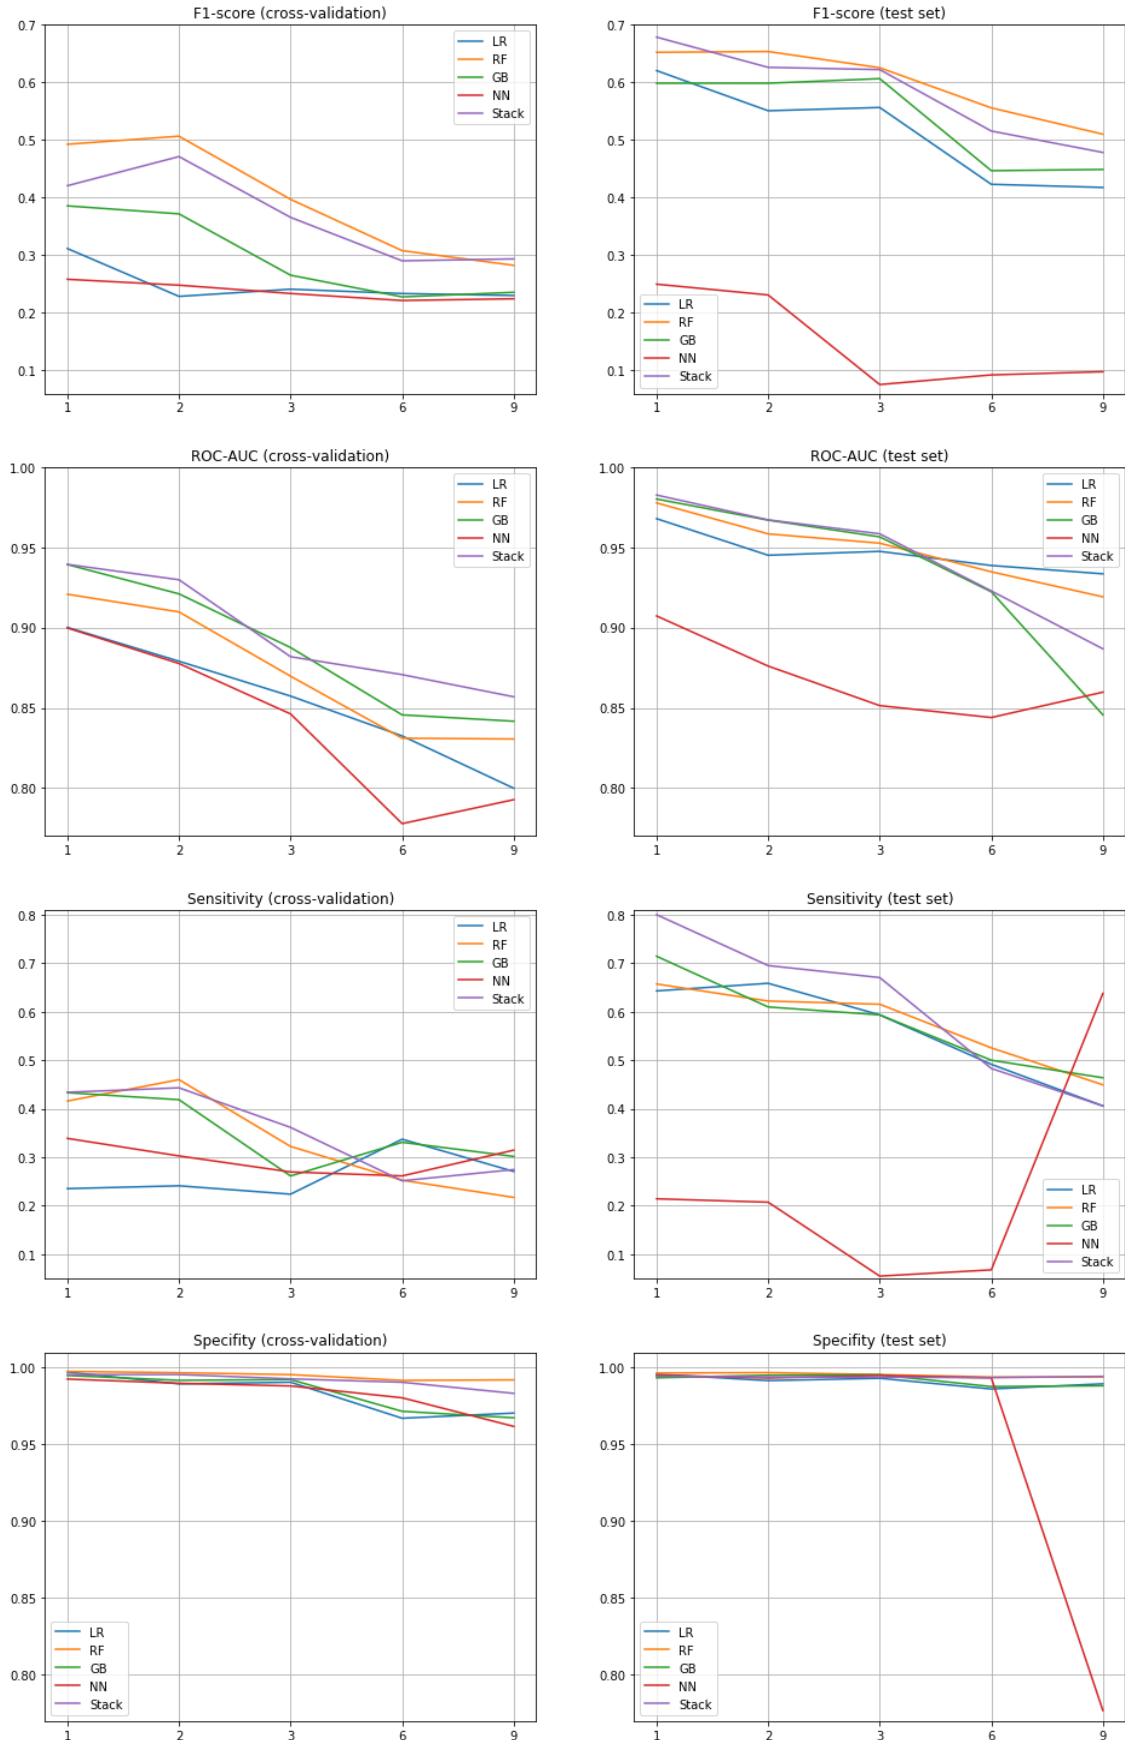 F1-score (cross-validation)
0.7
0.6
0.5
0.4
0.3
0.2
0.1
1 2 3 6 9
LR
RF
GB
NN
Stack
F1-score (test set)
0.7
0.6
0.5
0.4
0.3
0.2
0.1
1 2 3 6 9
LR
RF
GB
NN
Stack
ROC-AUC (cross-validation)
1.00
0.95
0.90
0.85
0.80
1 2 3 6 9
LR
RF
GB
NN
Stack
ROC-AUC (test set)
1.00
0.95
0.90
0.85
0.80
1 2 3 6 9
LR
RF
GB
NN
Stack
Sensitivity (cross-validation)
0.8
0.7
0.6
0.5
0.4
0.3
0.2
0.1
1 2 3 6 9
LR
RF
GB
NN
Stack
Sensitivity (test set)
0.8
0.7
0.6
0.5
0.4
0.3
0.2
0.1
1 2 3 6 9
LR
RF
GB
NN
Stack
Specifity (cross-validation)
1.00
0.95
0.90
0.85
0.80
1 2 3 6 9
LR
RF
GB
NN
Stack
Specifity (test set)
1.00
0.95
0.90
0.85
0.80
1 2 3 6 9
LR
RF
GB
NN
Stack